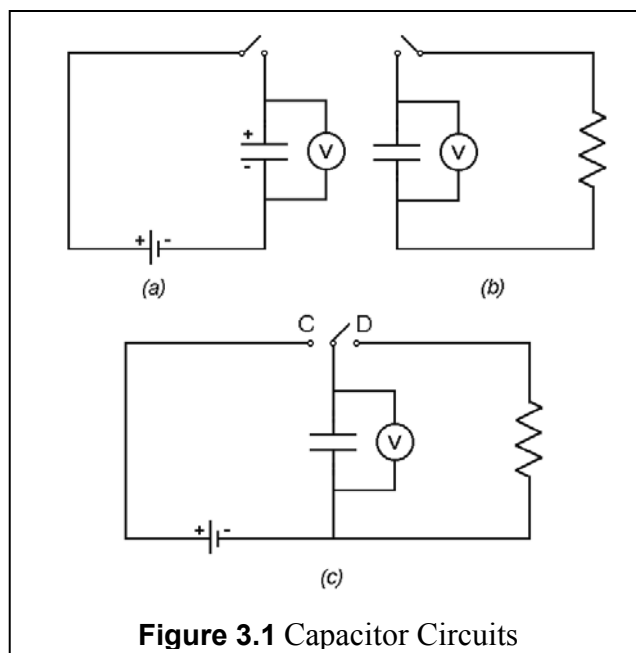 +
-
V
V
+ -
(a)
(b)
C D
V
+ -
(c)
Figure 3.1 Capacitor Circuits